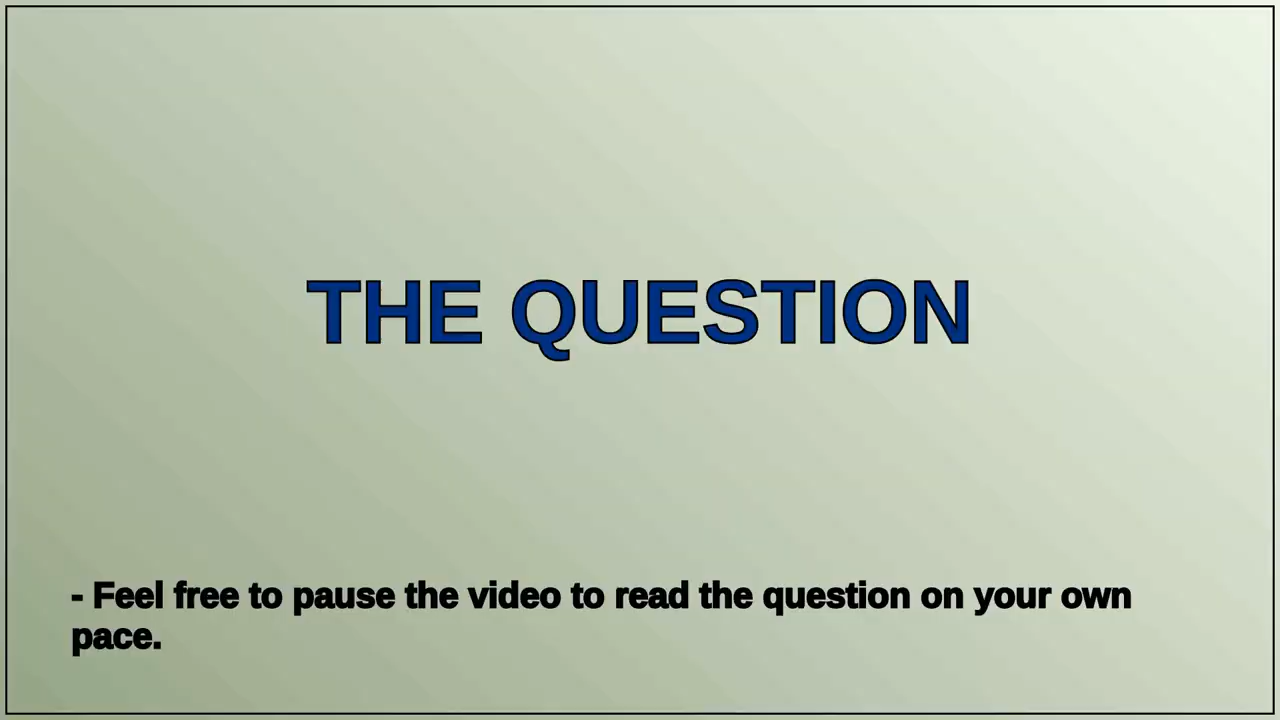 THE QUESTION
- Feel free to pause the video to read the question on your own
pace.